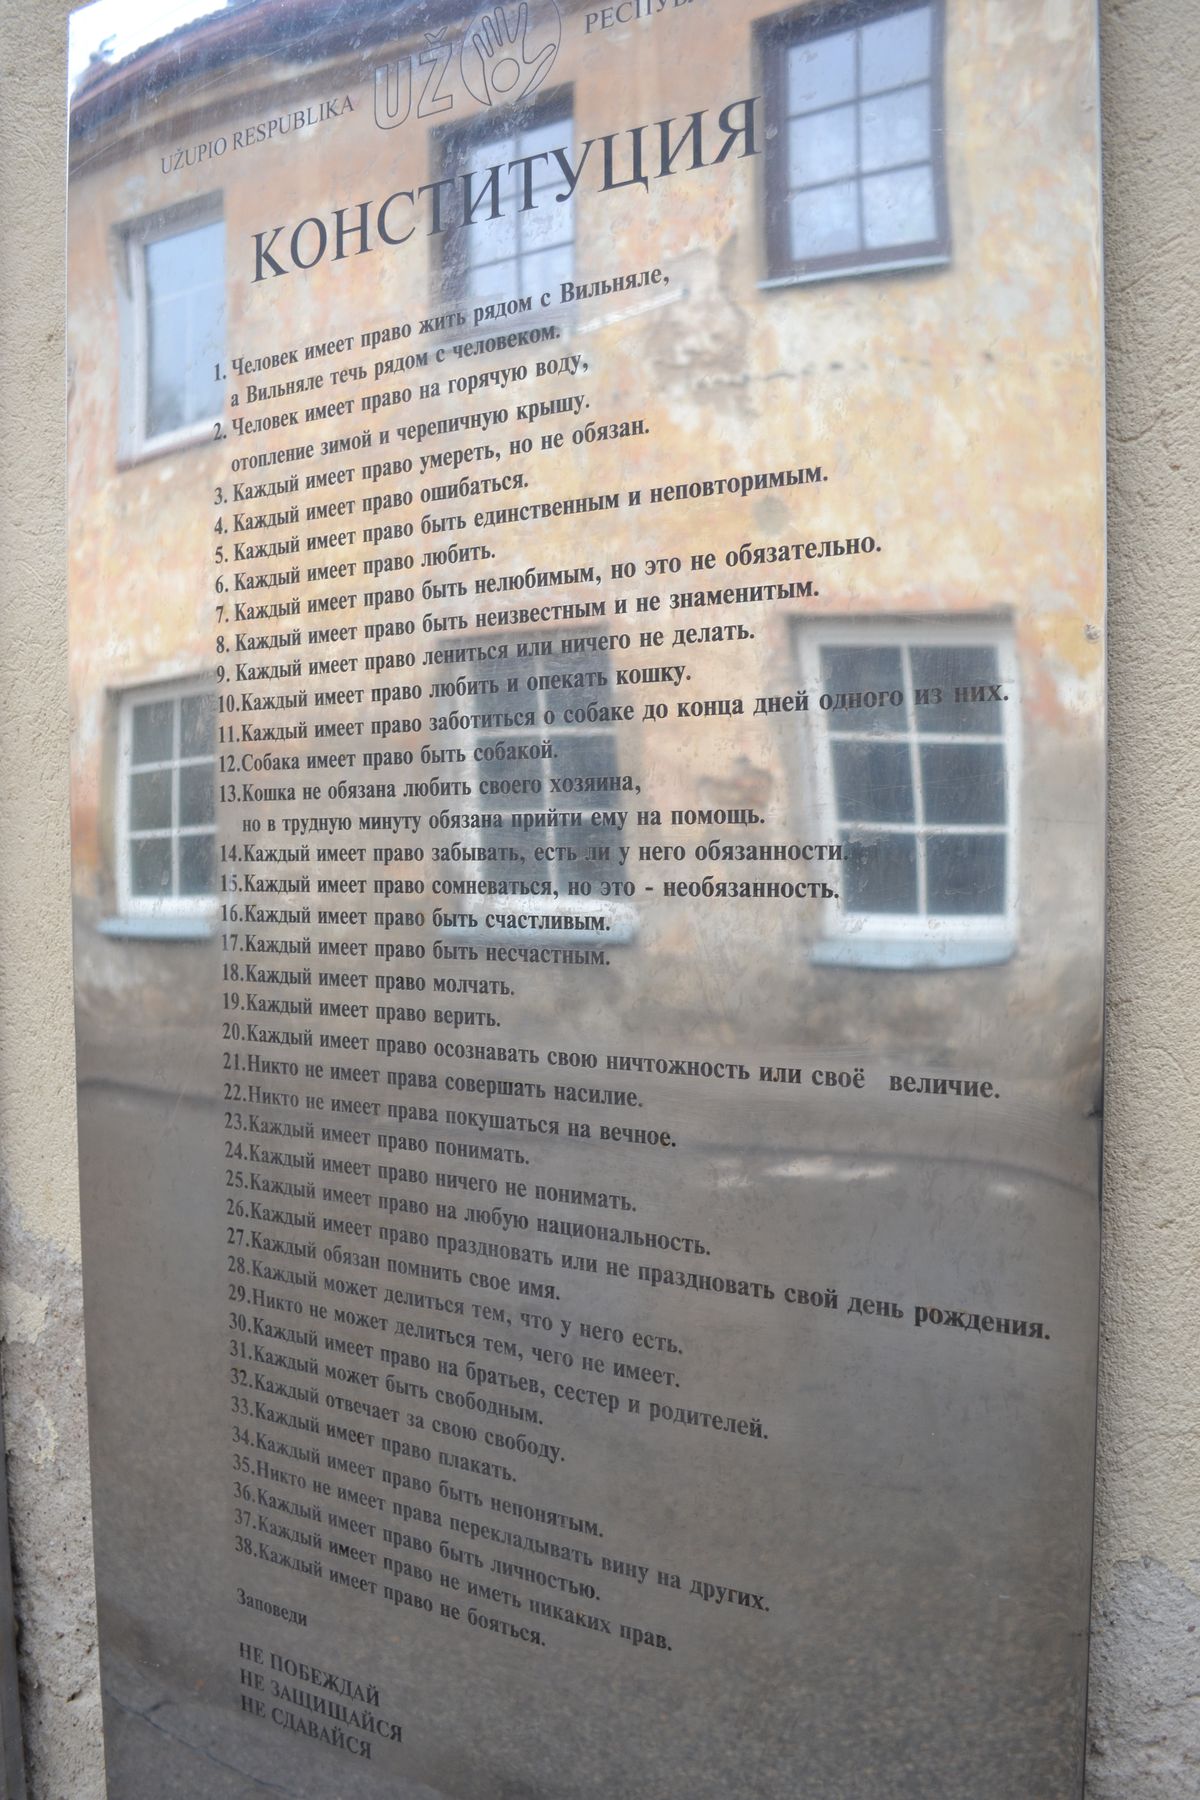 UŽUPIO RESPUBLIKA
UŽ
КОНСТИТУЦИЯ
1. Человек имеет право жить рядом с Вильняле,
а Вильняле течь рядом с человеком.
2. Человек имеет право на горячую воду,
отопление зимой и черепичную крышу.
3. Каждый имеет право умереть, но не обязан.
4. Каждый имеет право ошибаться.
5. Каждый имеет право быть единственным и неповторимым.
6. Каждый имеет право любить.
7. Каждый имеет право быть нелюбимым, но это не обязательно.
8. Каждый имеет право быть неизвестным и не знаменитым.
9. Каждый имеет право лениться или ничего не делать.
10.Каждый имеет право любить и опекать кошку.
11.Каждый имеет право заботиться о собаке до конца дней одного из них.
12.Собака имеет право быть собакой.
13.Кошка не обязана любить своего хозяина,
но в трудную минуту обязана прийти ему на помощь.
14.Каждый имеет право забывать, есть ли у него обязанности.
15.Каждый имеет право сомневаться, но это - необязанность.
16.Каждый имеет право быть счастливым.
17.Каждый имеет право быть несчастным.
18.Каждый имеет право молчать.
19.Каждый имеет право верить.
20.Каждый имеет право осознавать свою ничтожность или своё величие.
21.Никто не имеет права совершать насилие.
22.Никто не имеет права покушаться на вечное.
23.Каждый имеет право понимать.
24.Каждый имеет право ничего не понимать.
25.Каждый имеет право на любую национальность.
26.Каждый имеет право праздновать или не праздновать свой день рождения.
27.Каждый обязан помнить свое имя.
28.Каждый может делиться тем, что у него есть.
29.Никто не может делиться тем, чего не имеет.
30.Каждый имеет право на братьев, сестер и родителей.
31.Каждый может быть свободным.
32.Каждый отвечает за свою свободу.
33.Каждый имеет право плакать.
34.Каждый имеет право быть непонятым.
35.Никто не имеет права перекладывать вину на других.
36.Каждый имеет право быть личностью.
37.Каждый имеет право не иметь никаких прав.
38.Каждый имеет право не бояться.
Заповеди
НЕ ПОБЕЖДАЙ
НЕ ЗАЩИЩАЙСЯ
НЕ СДАВАЙСЯ